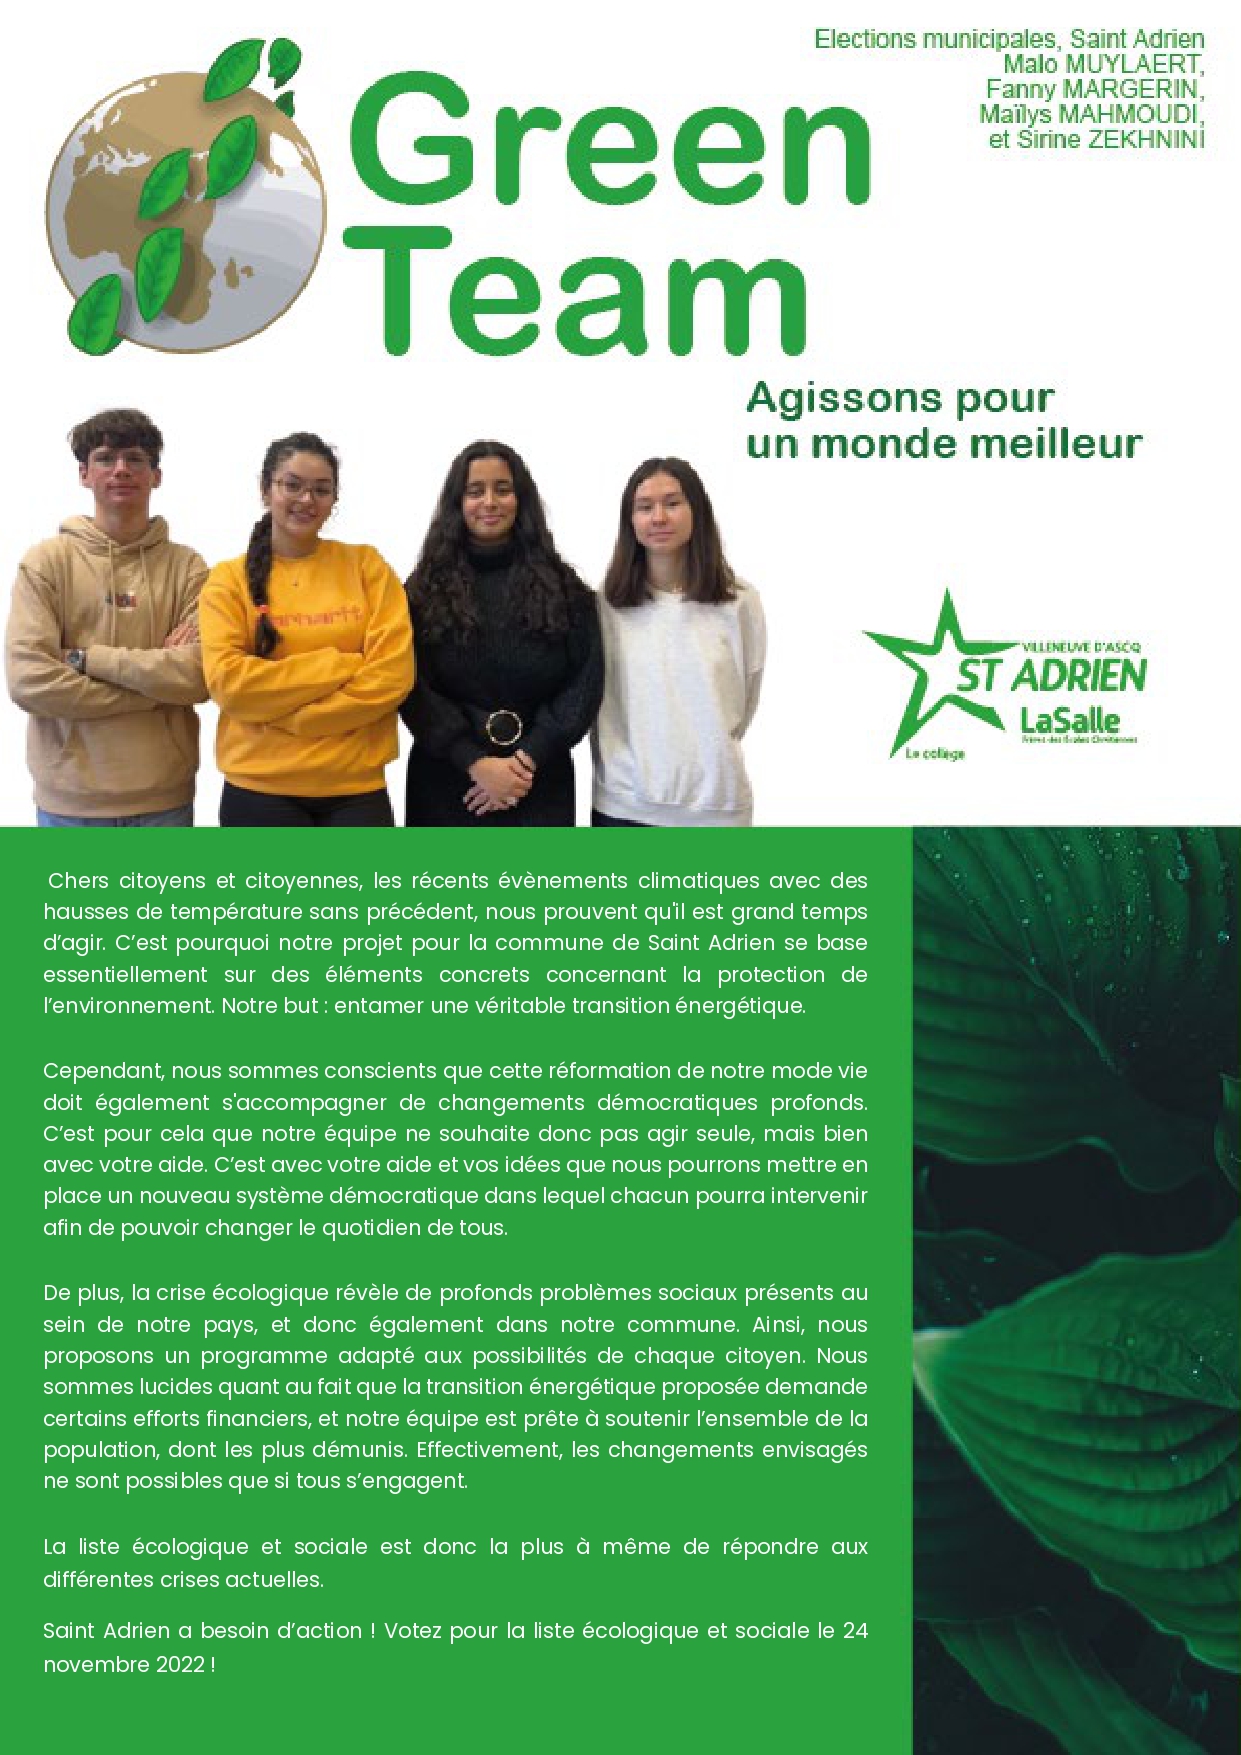 Elections municipales, Saint Adrien
Malo MUYLAERT,
Fanny MARGERIN,
Maïlys MAHMOUDI,
et Sirine ZEKHNINI
Green
Team
Agissons pour
un monde meilleur
carhartt
VILLENEUVE D'ASCQ
ST ADRIEN
LaSalle
Frères des Écoles Chrétiennes
Le collège
Chers citoyens et citoyennes, les récents évènements climatiques avec des
hausses de température sans précédent, nous prouvent qu'il est grand temps
d’agir. C’est pourquoi notre projet pour la commune de Saint Adrien se base
essentiellement sur des éléments concrets concernant la protection de
l’environnement. Notre but : entamer une véritable transition énergétique.
Cependant, nous sommes conscients que cette réformation de notre mode vie
doit également s'accompagner de changements démocratiques profonds.
C’est pour cela que notre équipe ne souhaite donc pas agir seule, mais bien
avec votre aide. C’est avec votre aide et vos idées que nous pourrons mettre en
place un nouveau système démocratique dans lequel chacun pourra intervenir
afin de pouvoir changer le quotidien de tous.
De plus, la crise écologique révèle de profonds problèmes sociaux présents au
sein de notre pays, et donc également dans notre commune. Ainsi, nous
proposons un programme adapté aux possibilités de chaque citoyen. Nous
sommes lucides quant au fait que la transition énergétique proposée demande
certains efforts financiers, et notre équipe est prête à soutenir l’ensemble de la
population, dont les plus démunis. Effectivement, les changements envisagés
ne sont possibles que si tous s’engagent.
La liste écologique et sociale est donc la plus à même de répondre aux
différentes crises actuelles.
Saint Adrien a besoin d’action ! Votez pour la liste écologique et sociale le 24
novembre 2022 !